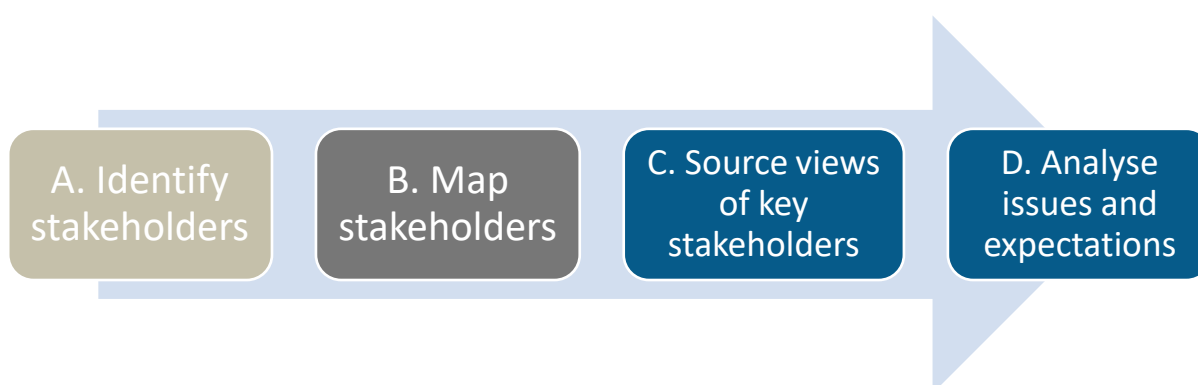 A. Identify
stakeholders
B. Map
stakeholders
C. Source views
of key
stakeholders
D. Analyse
issues and
expectations